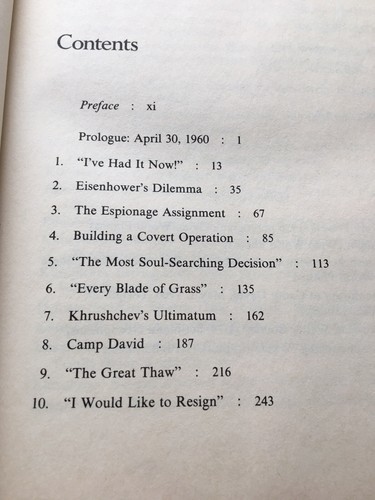 Contents
Preface : xi
Prologue: April 30, 1960 : 1
1. “I’ve Had It Now!” : 13
2. Eisenhower’s Dilemma : 35
3. The Espionage Assignment : 67
4. Building a Covert Operation : 85
5. “The Most Soul-Searching Decision” : 113
6. “Every Blade of Grass” : 135
7. Khrushchev’s Ultimatum : 162
8. Camp David : 187
9. “The Great Thaw” : 216
10. “I Would Like to Resign” : 243